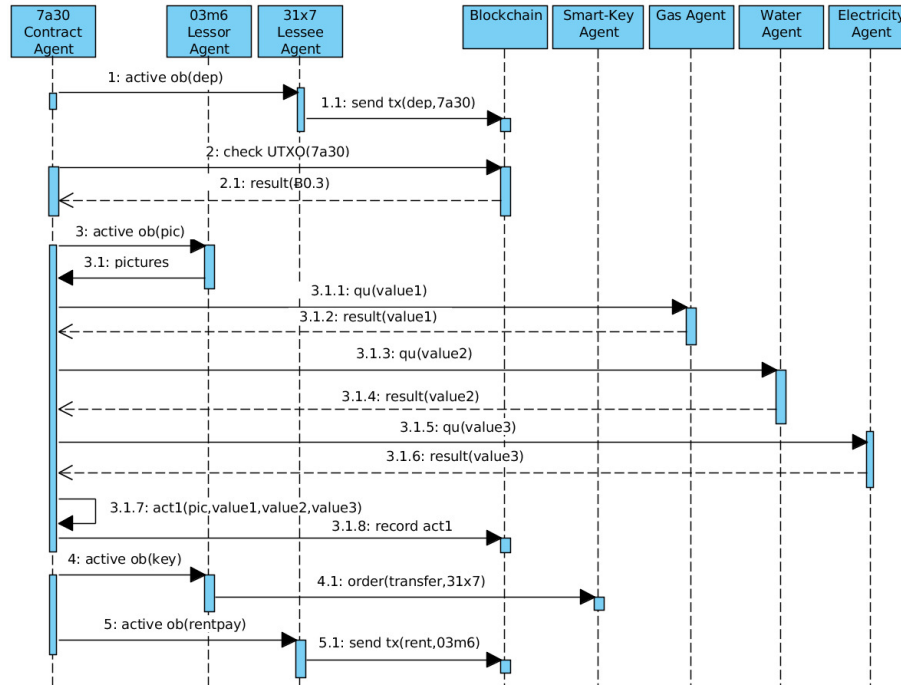 7a30
Contract
Agent
03m6
Lessor
Agent
31x7
Lessee
Agent
Blockchain
Smart-Key
Agent
Gas Agent
Water
Agent
Electricity
Agent
1: active ob(dep)
1.1: send tx(dep,7a30)
2: check UTXO(7a30)
2.1: result(Ƀ0.3)
3: active ob(pic)
3.1: pictures
3.1.1: qu(value1)
3.1.2: result(value1)
3.1.3: qu(value2)
3.1.4: result(value2)
3.1.5: qu(value3)
3.1.6: result(value3)
3.1.7: act1(pic,value1,value2,value3)
3.1.8: record act1
4: active ob(key)
4.1: order(transfer,31x7)
5: active ob(rentpay)
5.1: send tx(rent,03m6)